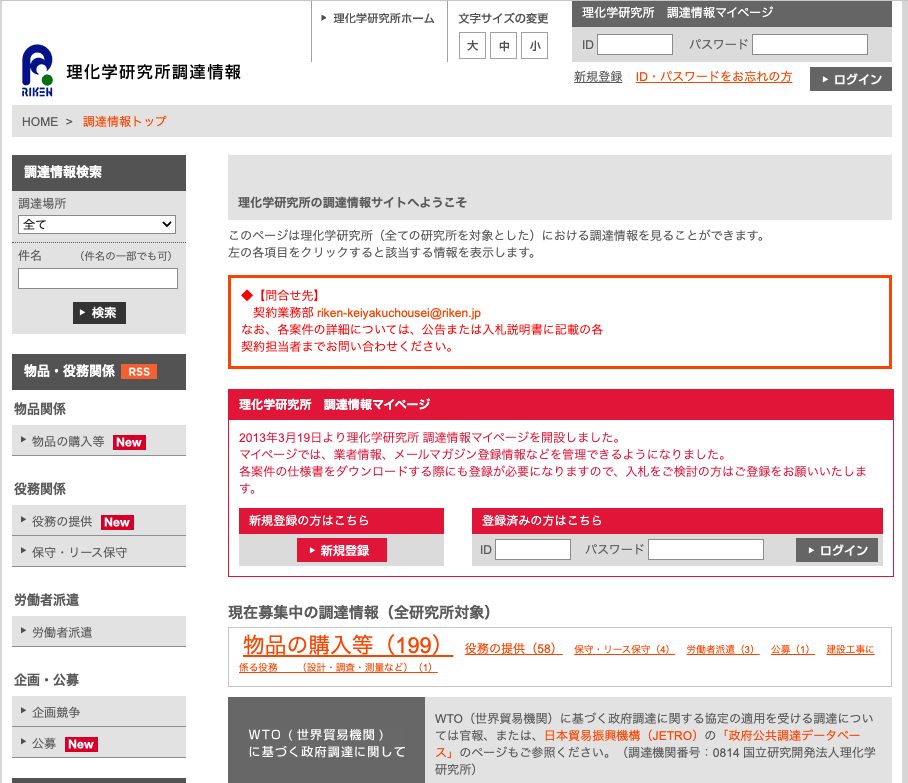 理化学研究所ホーム
文字サイズの変更
大 中 小
理化学研究所　調達情報マイページ
ID パスワード
新規登録 ID・パスワードをお忘れの方 ログイン
RIKEN
理化学研究所調達情報
HOME > 調達情報トップ
調達情報検索
調達場所
全て
件名 （件名の一部でも可）
検索
物品・役務関係 RSS
物品関係
物品の購入等 New
役務関係
役務の提供 New
保守・リース保守
労働者派遣
労働者派遣
企画・公募
企画競争
公募 New
理化学研究所の調達情報サイトへようこそ
このページは理化学研究所（全ての研究所を対象とした）における調達情報を見ることができます。
左の各項目をクリックすると該当する情報を表示します。
◆【問合せ先】
契約業務部 riken-keiyakuchousei@riken.jp
なお、各案件の詳細については、公告または入札説明書に記載の各
契約担当者までお問い合わせください。
理化学研究所　調達情報マイページ
2013年3月19日より理化学研究所 調達情報マイページを開設しました。
マイページでは、業者情報、メールマガジン登録情報などを管理できるようになりました。
各案件の仕様書をダウンロードする際にも登録が必要になりますので、入札をご検討の方はご登録をお願いいたしま
す。
新規登録の方はこちら
新規登録
登録済みの方はこちら
ID パスワード ログイン
現在募集中の調達情報（全研究所対象）
物品の購入等（199） 役務の提供（58） 保守・リース保守（4） 労働者派遣（3） 公募（1） 建設工事に
係る役務　（設計・調査・測量など）（1）
WTO（世界貿易機関）
に基づく政府調達に関して
WTO（世界貿易機関）に基づく政府調達に関する協定の適用を受ける調達につい
ては官報、または、日本貿易振興機構（JETRO）の「政府公共調達データベー
ス」のページもご参照ください。（調達機関番号：0814 国立研究開発法人理化学
研究所）